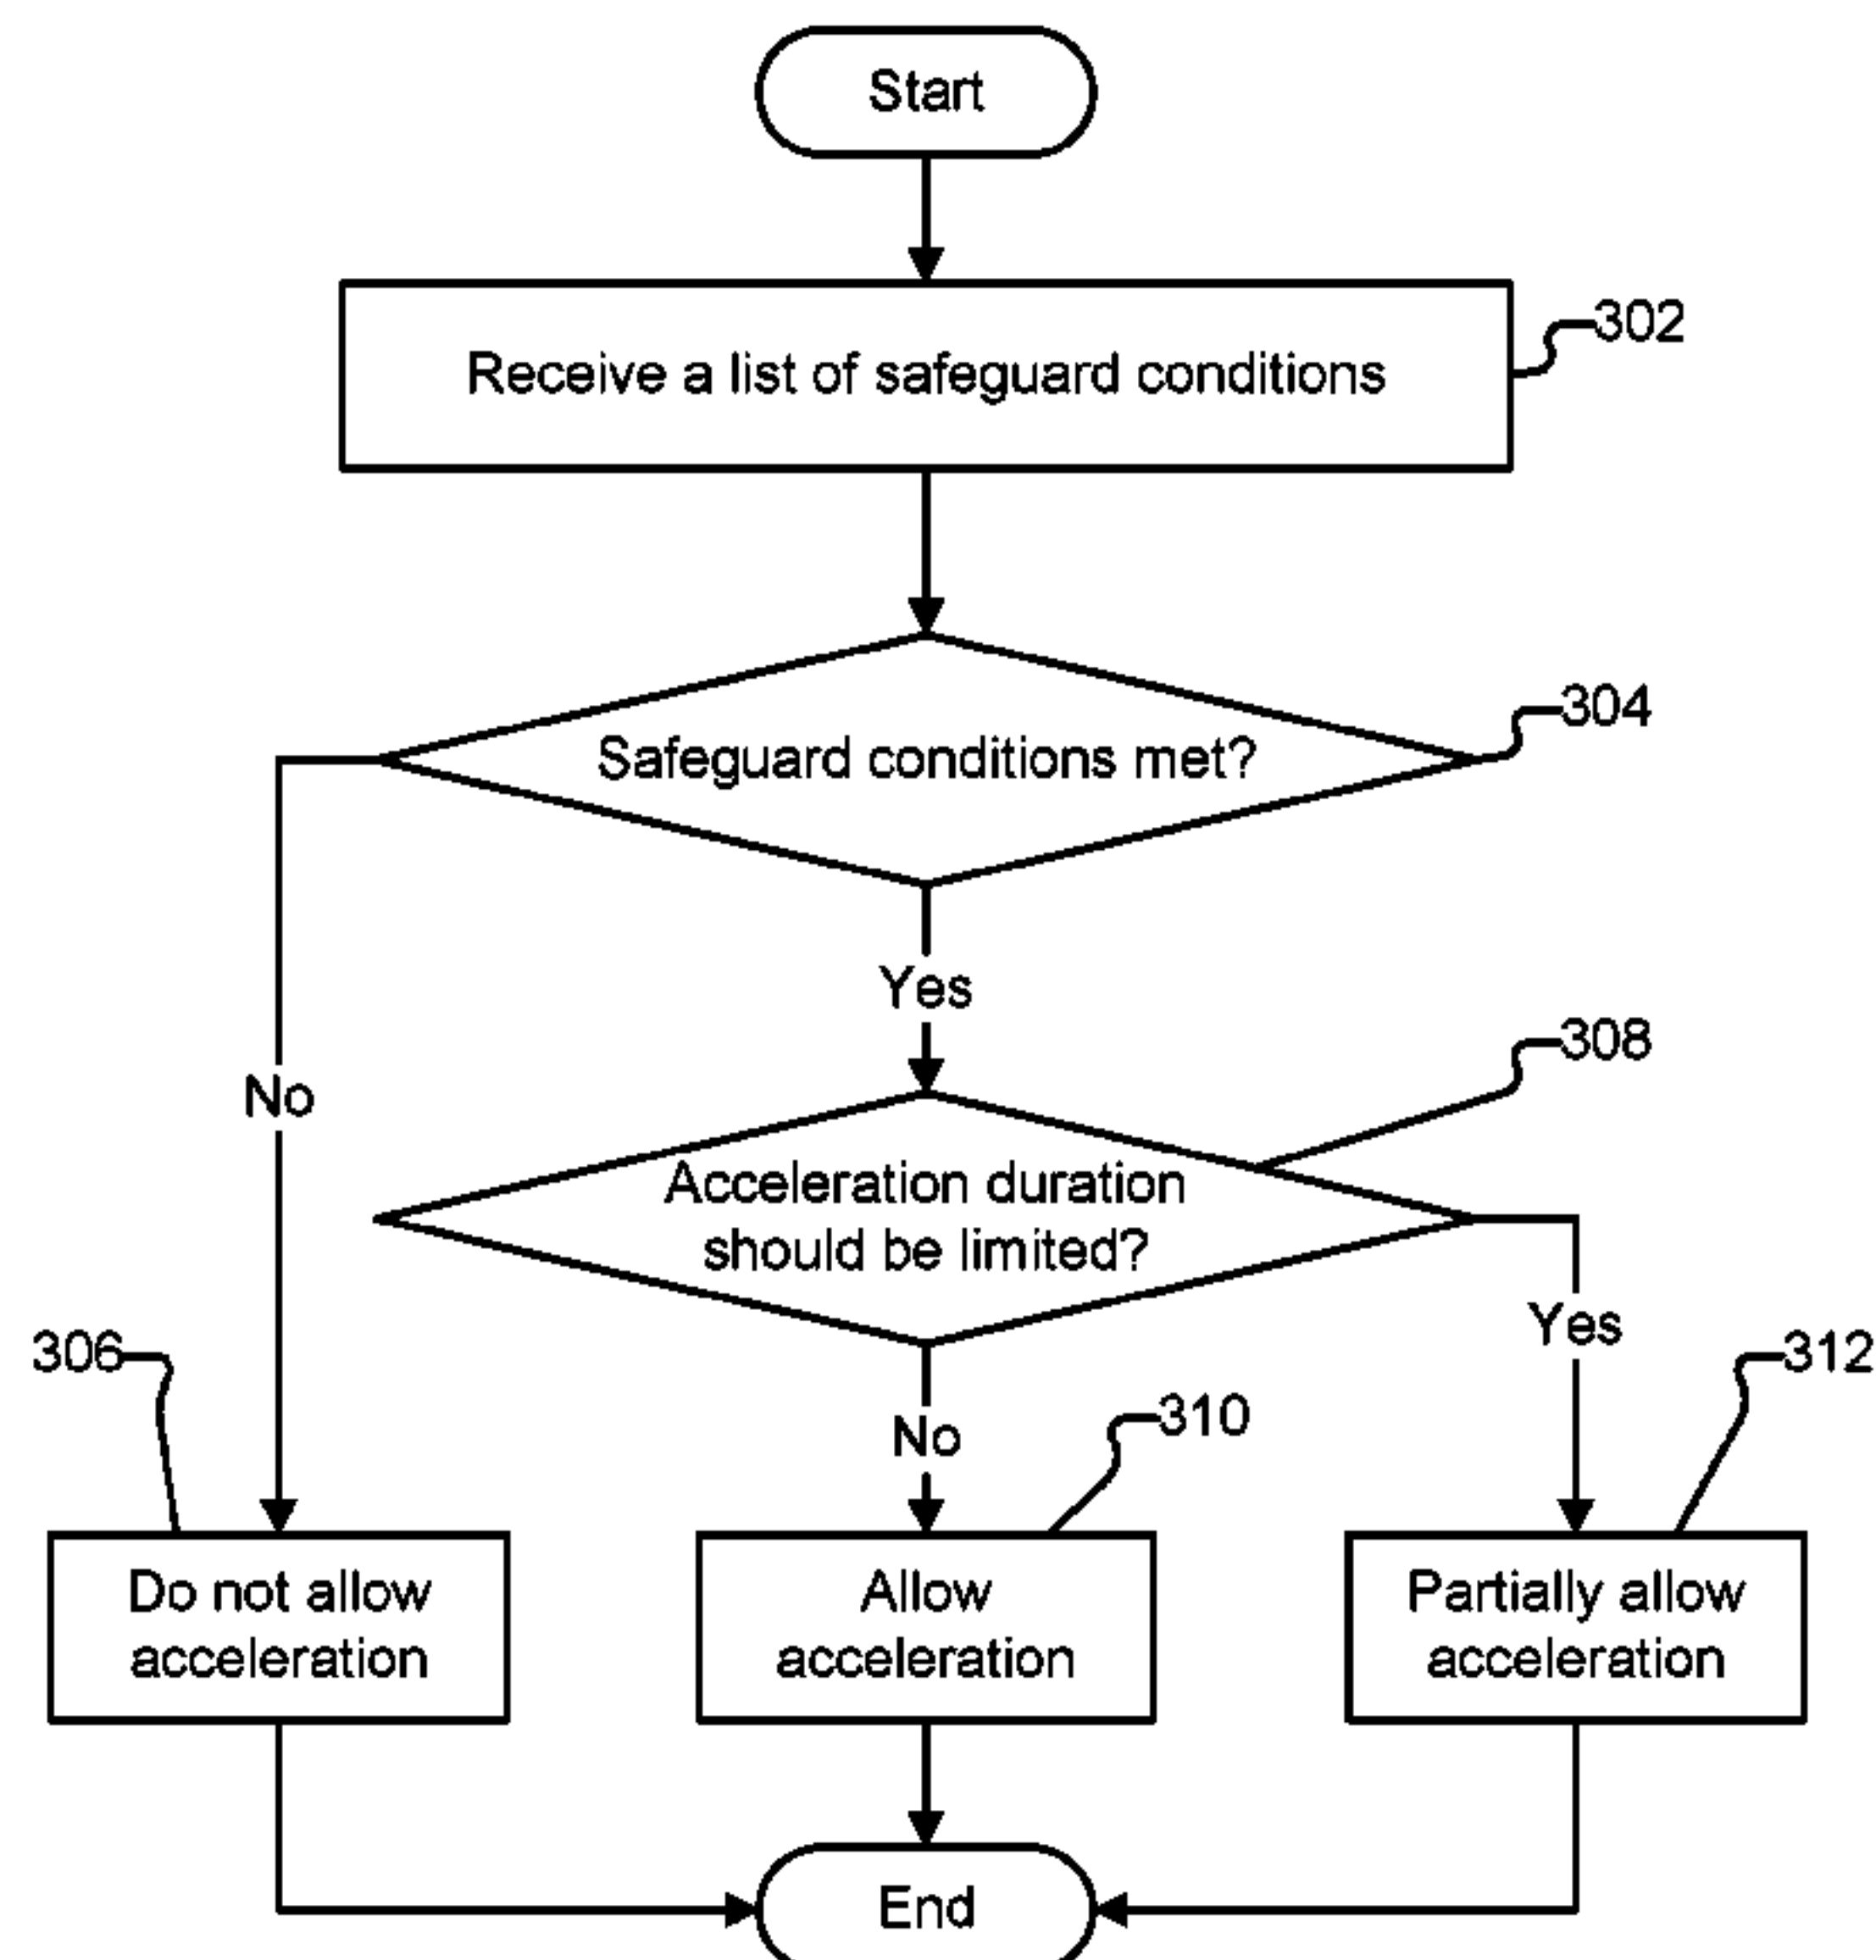 Start
302
Receive a list of safeguard conditions
304
Safeguard conditions met?
Yes
308
No
Acceleration duration
should be limited?
Yes
306
312
310
No
Do not allow
acceleration
Allow
acceleration
Partially allow
acceleration
End